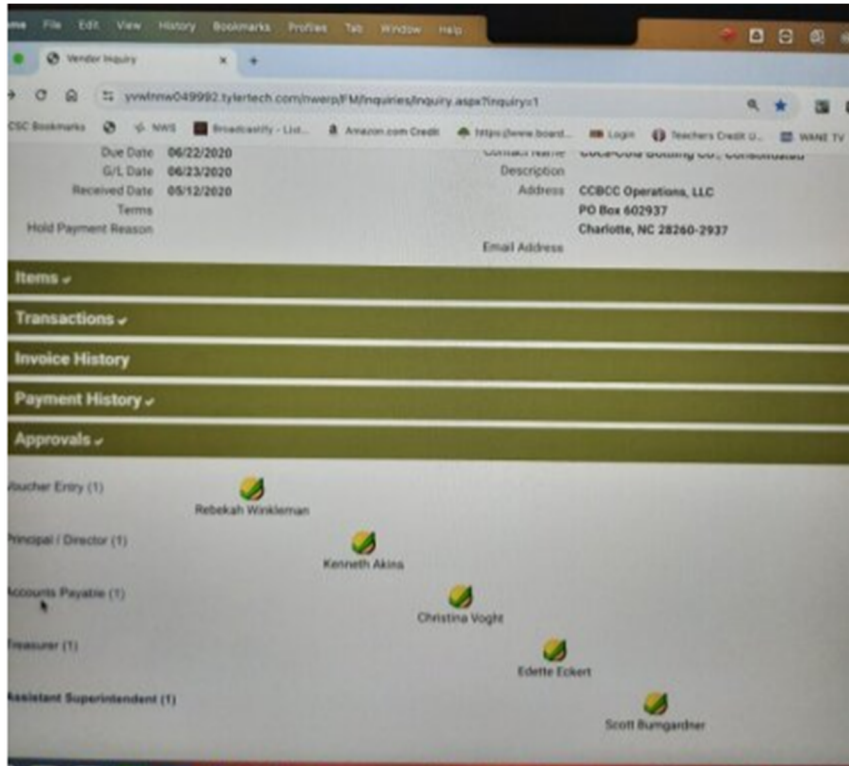 File Edit View History Bookmarks Profiles Tab Window Help
Vendor Inquiry × +
yvwlnnw049992.tylertech.com/nwerp/FM/Inquiries/Inquiry.aspx?inquiry=1
CSC Bookmarks NWS Broadcastify - List... Amazon.com Credit https://www.board... Login Teachers Credit U... WANE TV
Due Date 06/22/2020
G/L Date 06/23/2020
Received Date 05/12/2020
Terms
Hold Payment Reason
Contact Name Coca-Cola Bottling Co., Consolidated
Description
Address CCBCC Operations, LLC
PO Box 602937
Charlotte, NC 28260-2937
Email Address
Items
Transactions
Invoice History
Payment History
Approvals
Voucher Entry (1)
Rebekah Winkleman
Principal / Director (1)
Kenneth Akins
Accounts Payable (1)
Christina Voght
Treasurer (1)
Edette Eckert
Assistant Superintendent (1)
Scott Bumgardner